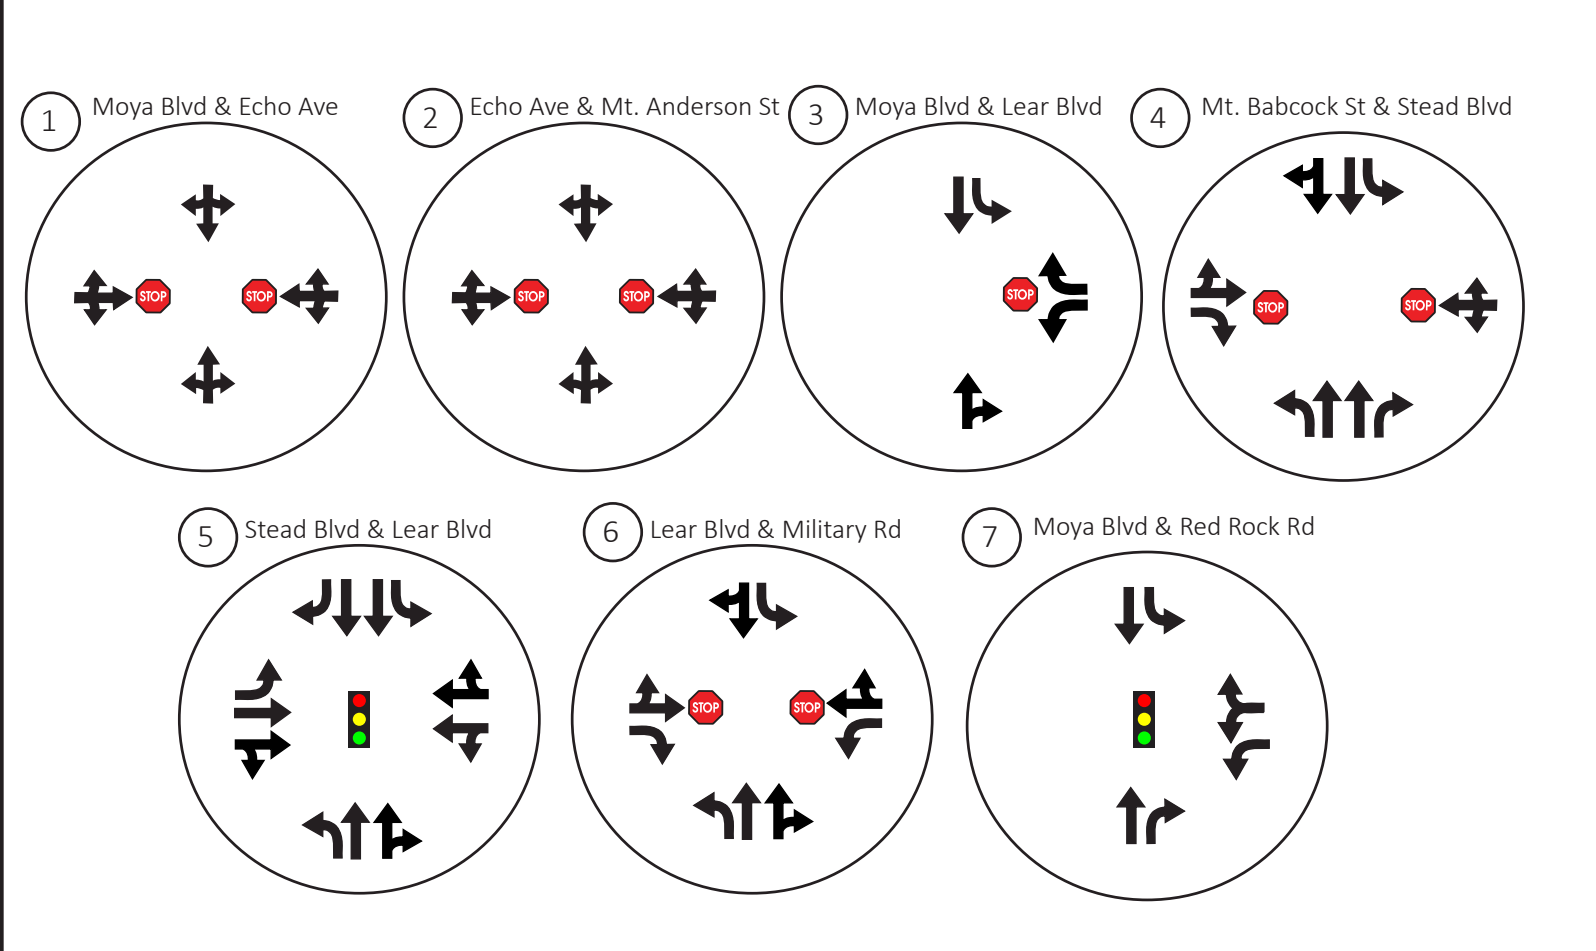 1 Moya Blvd & Echo Ave
2 Echo Ave & Mt. Anderson St
3 Moya Blvd & Lear Blvd
4 Mt. Babcock St & Stead Blvd
STOP STOP
STOP STOP
STOP
STOP STOP
5 Stead Blvd & Lear Blvd
6 Lear Blvd & Military Rd
7 Moya Blvd & Red Rock Rd
STOP STOP